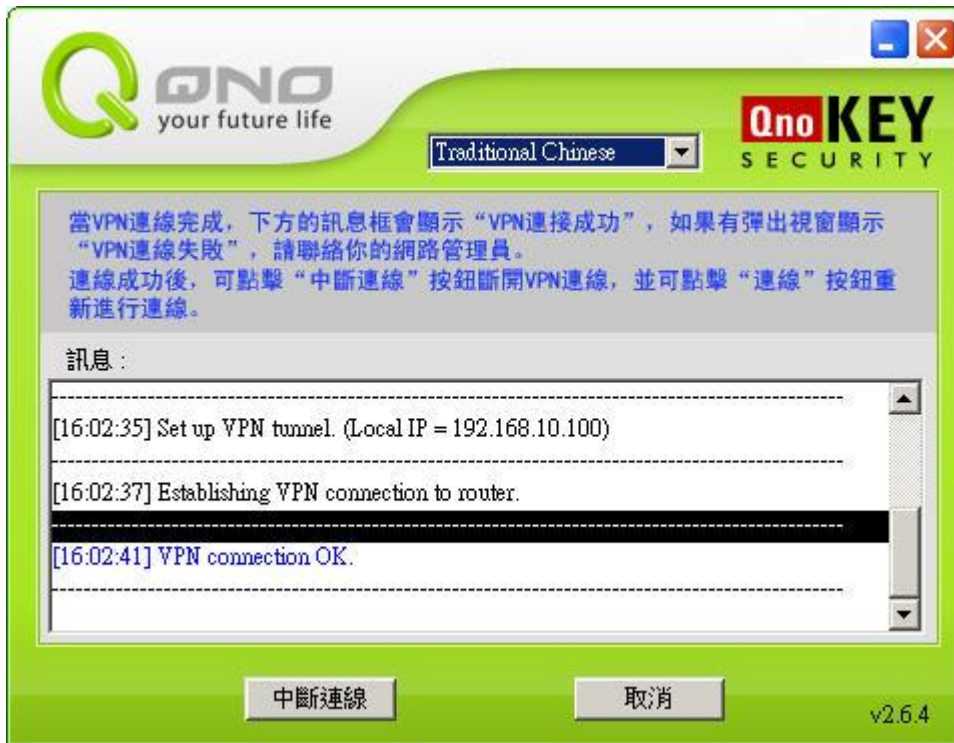 QNO
your future life
Qno KEY
SECURITY
Traditional Chinese
當VPN連線完成，下方的訊息框會顯示“VPN連接成功”，如果有彈出視窗顯示
“VPN連線失敗”，請聯絡你的網路管理員。
連線成功後，可點擊“中斷連線”按鈕斷開VPN連線，並可點擊“連線”按鈕重
新進行連線。
訊息：
[16:02:35] Set up VPN tunnel. (Local IP = 192.168.10.100)
[16:02:37] Establishing VPN connection to router.
[16:02:41] VPN connection OK.
中斷連線
取消
v2.6.4